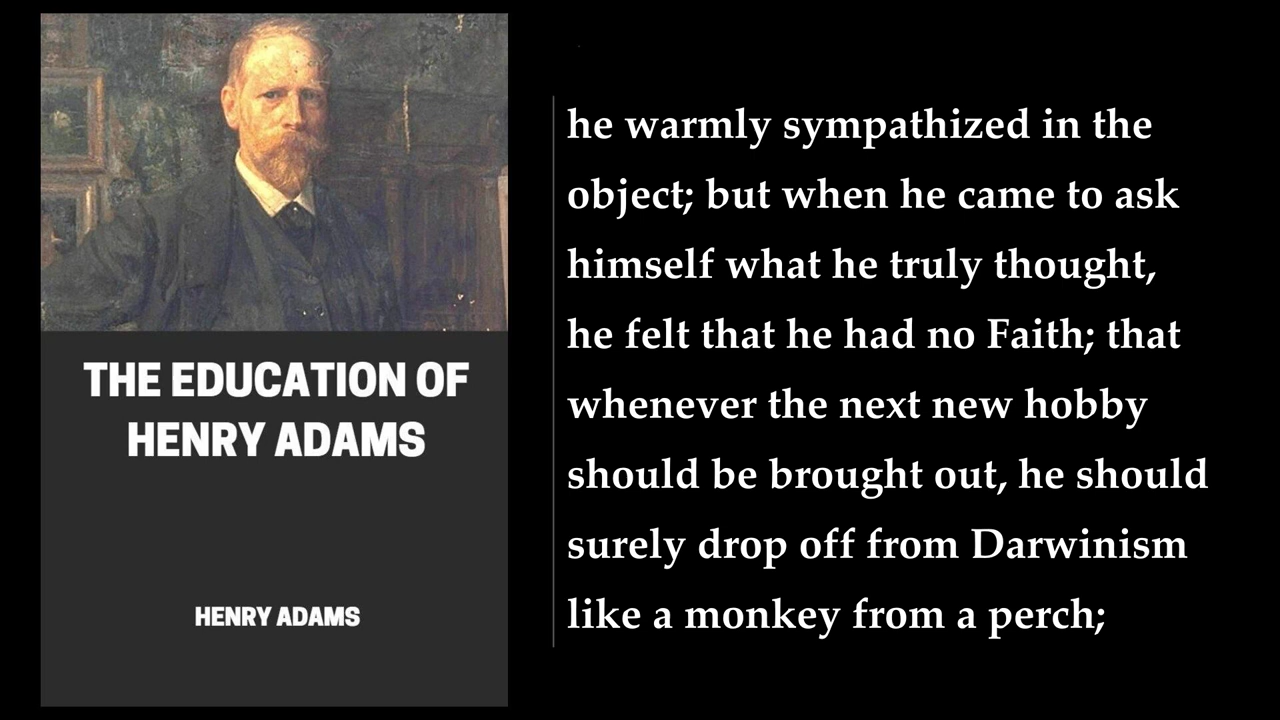 THE EDUCATION OF
HENRY ADAMS
HENRY ADAMS
he warmly sympathized in the
object; but when he came to ask
himself what he truly thought,
he felt that he had no Faith; that
whenever the next new hobby
should be brought out, he should
surely drop off from Darwinism
like a monkey from a perch;